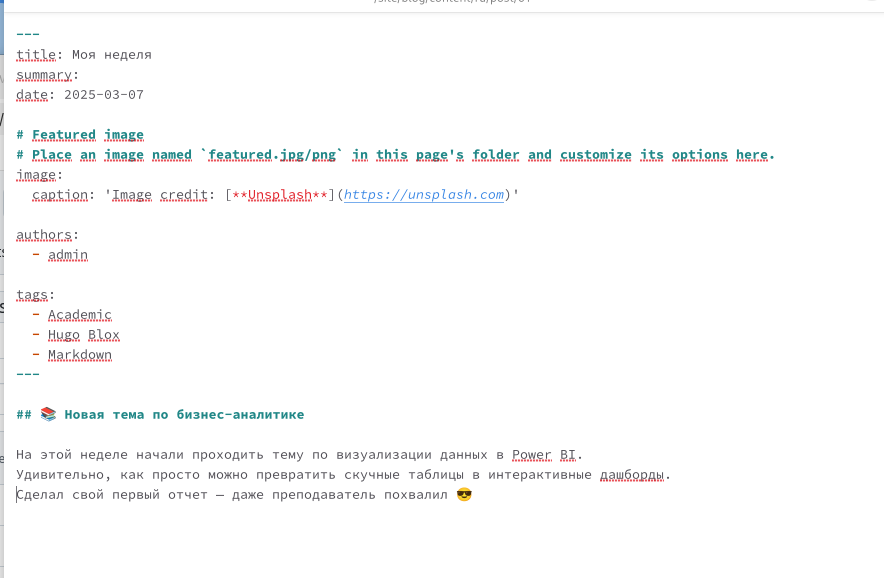 ---
title: Моя неделя
summary:
date: 2025-03-07

# Featured image
# Place an image named `featured.jpg/png` in this page's folder and customize its options here.
image:
  caption: 'Image credit: [**Unsplash**](https://unsplash.com)'

authors:
  - admin

tags:
  - Academic
  - Hugo Blox
  - Markdown
---

## 📚 Новая тема по бизнес-аналитике

На этой неделе начали проходить тему по визуализации данных в Power BI.
Удивительно, как просто можно превратить скучные таблицы в интерактивные дашборды.
Сделал свой первый отчет — даже преподаватель похвалил 😎